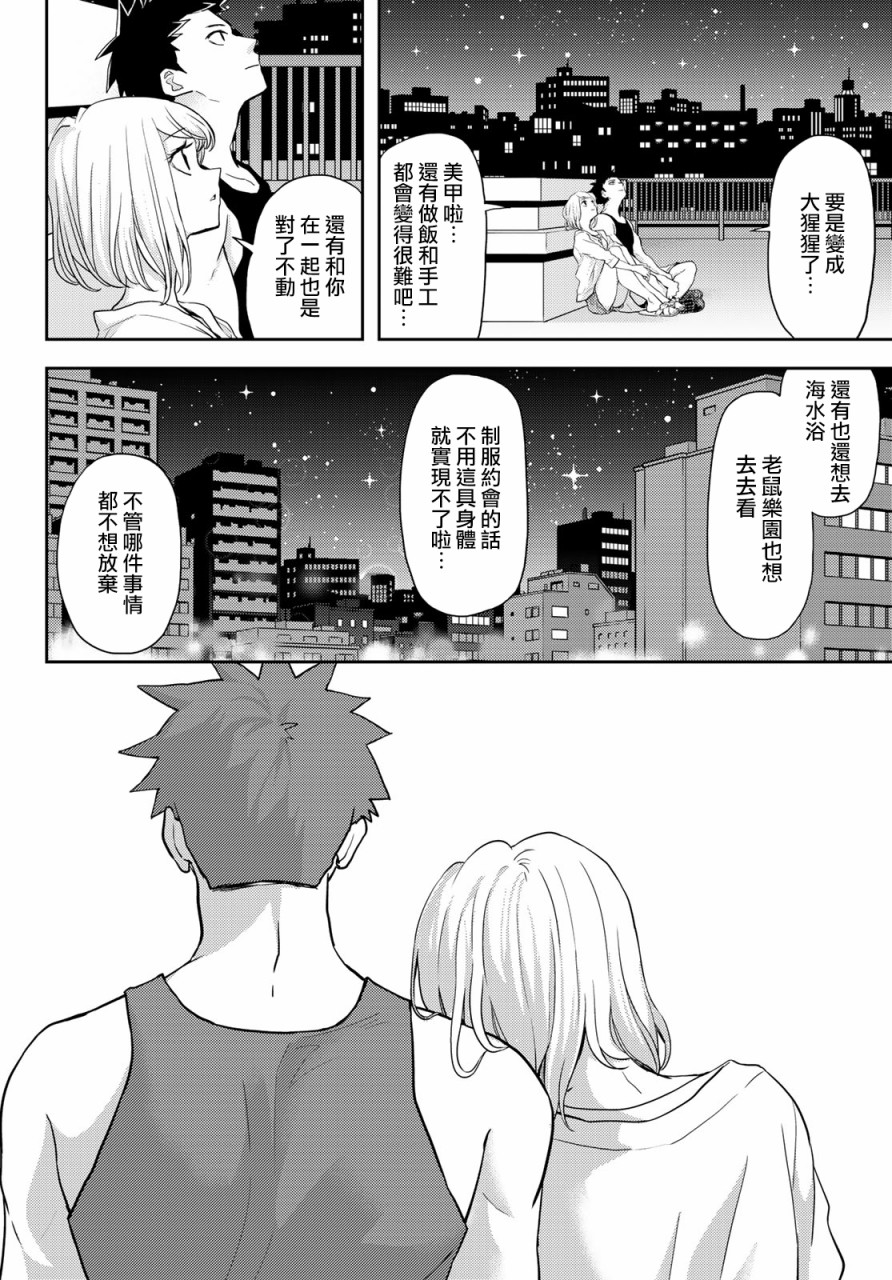 要是變成
大猩猩了…
美甲啦…
還有做飯和手工
都會變得很難吧…
還有和你
在一起也是
對了不動
還有也還想去
海水浴
老鼠樂園也想
去去看
制服約會的話
不用這具身體
就實現不了啦…
不管哪件事情
都不想放棄